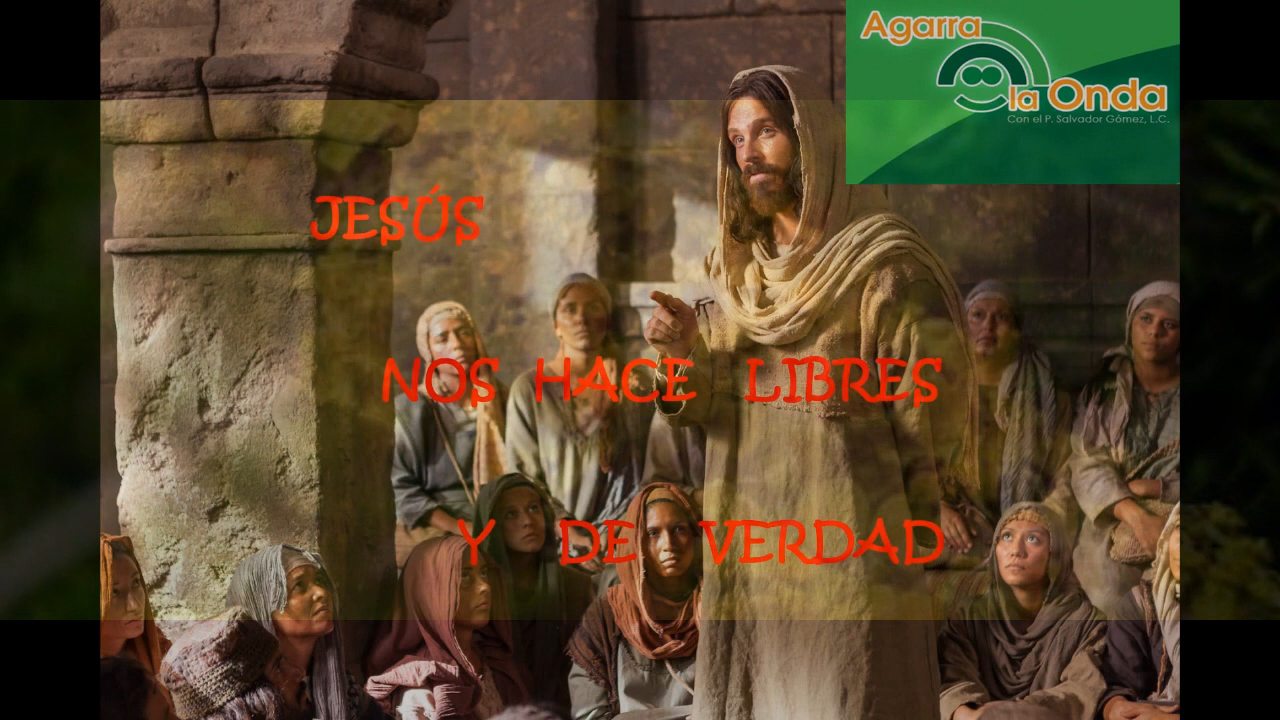 Agarra
la Onda
Con el P. Salvador Gómez, L.C.
JESÚS
NOS HACE LIBRES
Y DE VERDAD